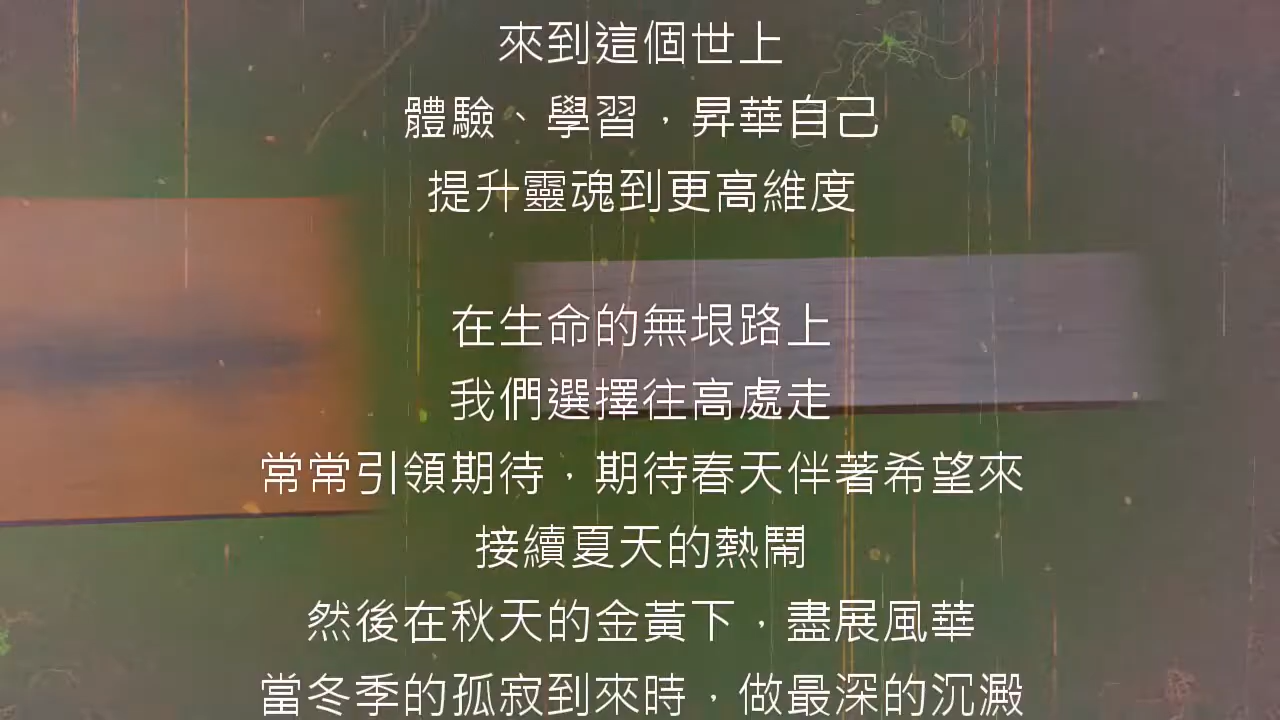 來到這個世上
體驗、學習，昇華自己
提升靈魂到更高維度
在生命的無垠路上
我們選擇往高處走
常常引領期待，期待春天伴著希望來
接續夏天的熱鬧
然後在秋天的金黃下，盡展風華
當冬季的孤寂到來時，做最深的沉澱